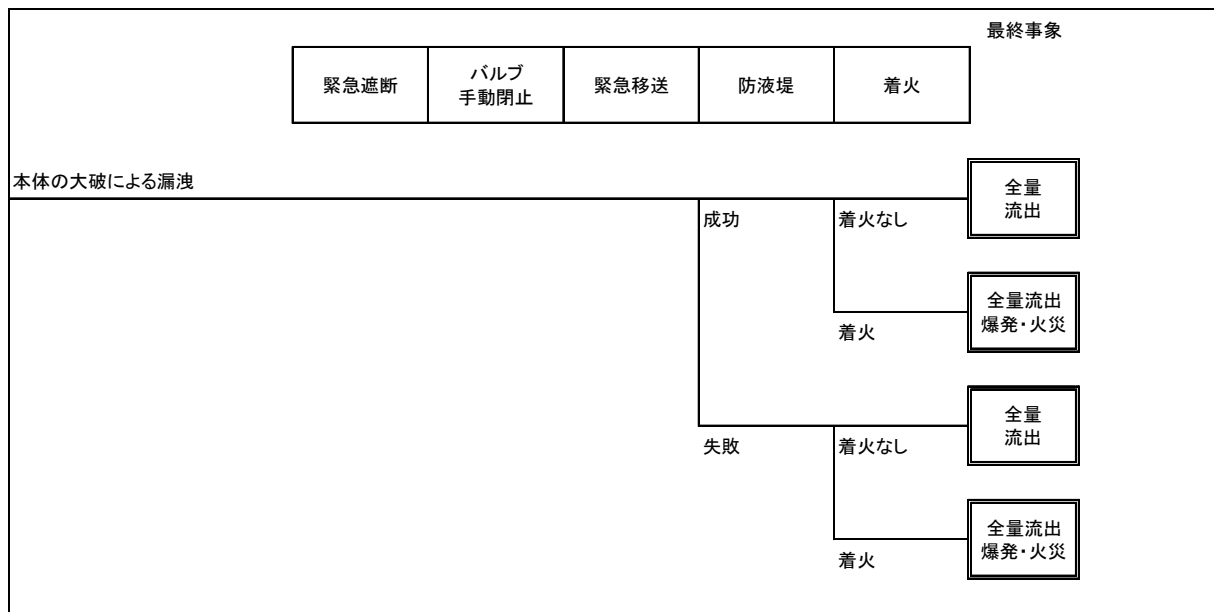 最終事象
緊急遮断
バルブ
手動閉止
緊急移送
防液堤
着火
本体の大破による漏洩
全量
流出
成功
着火なし
全量流出
爆発・火災
着火
全量
流出
失敗
着火なし
全量流出
爆発・火災
着火